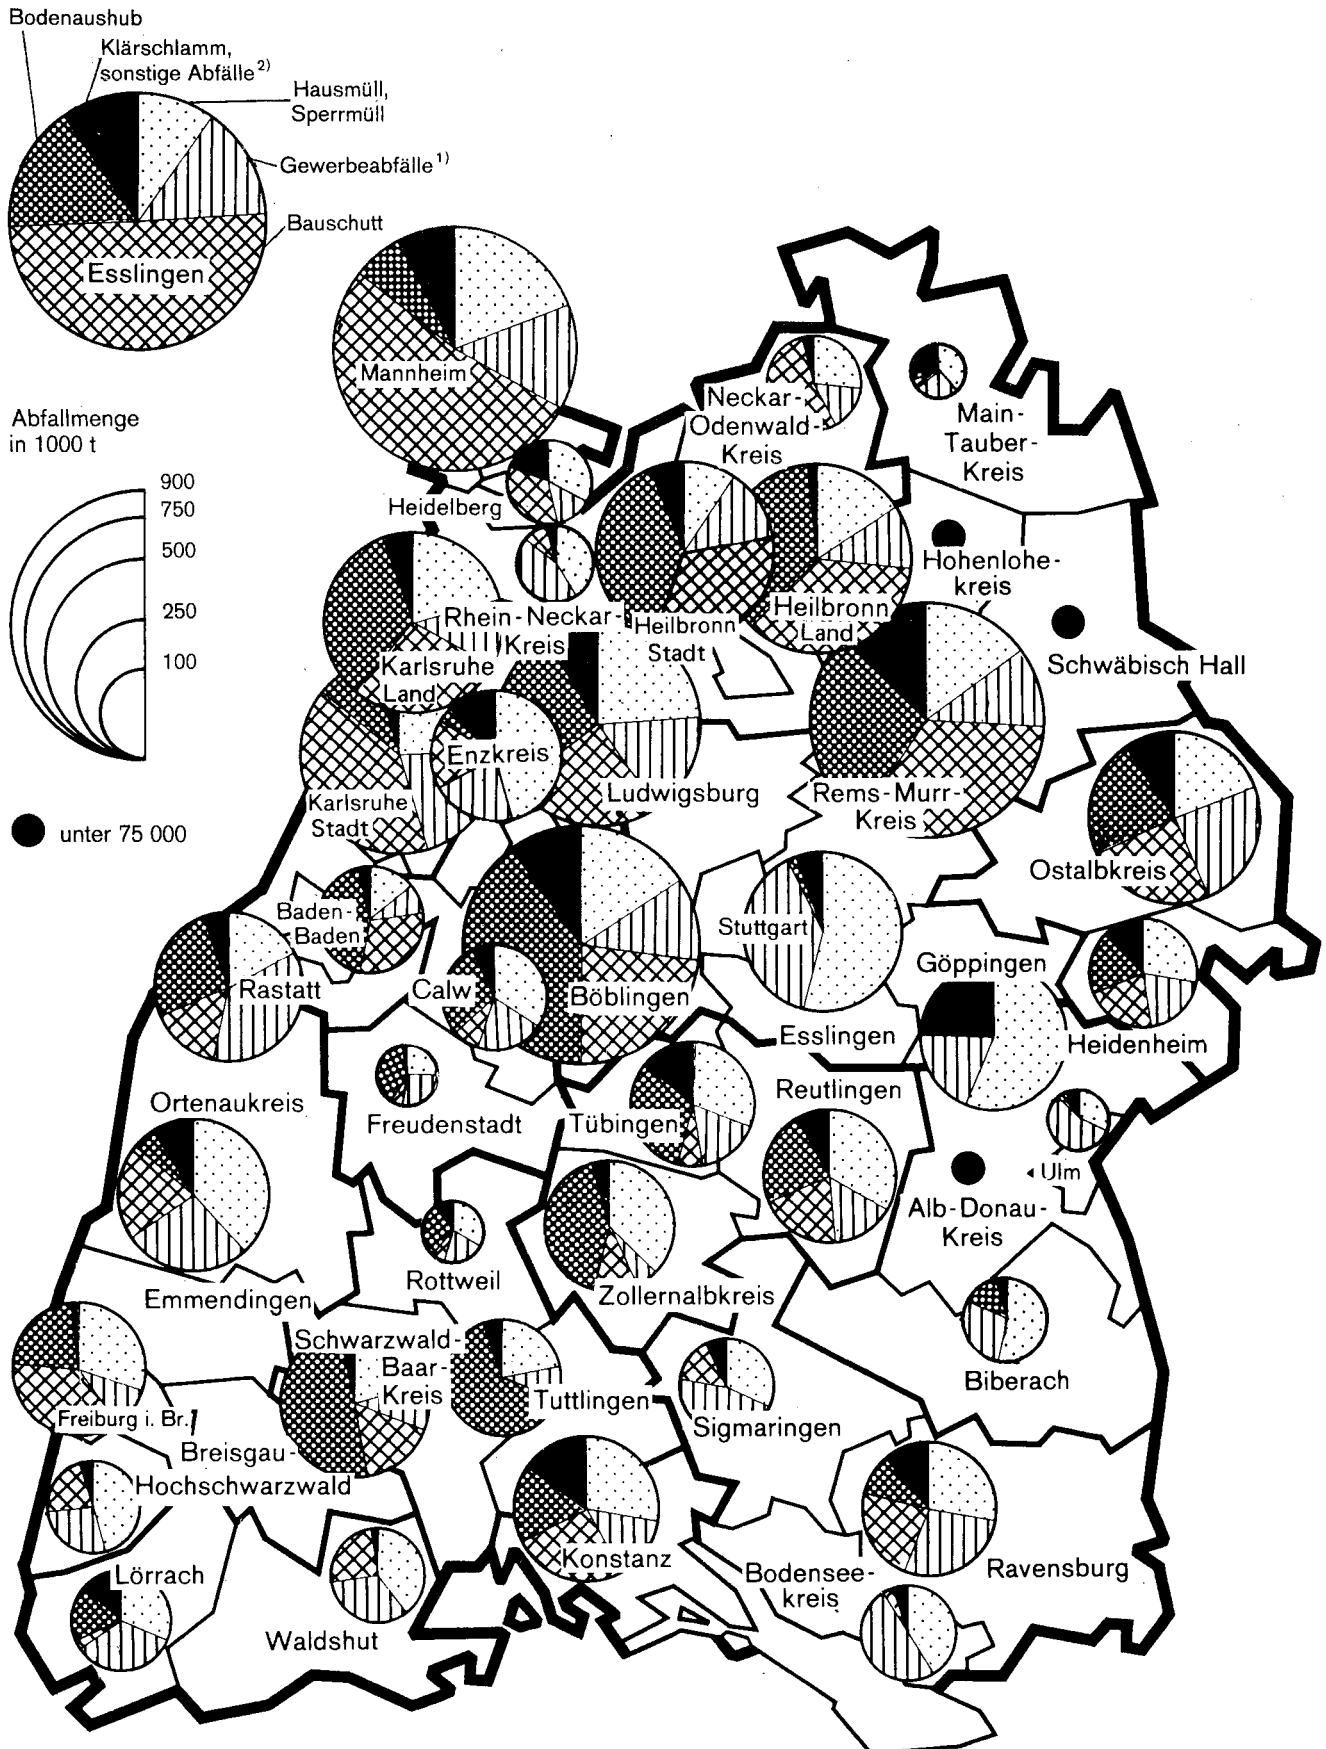 Bodenaushub
Klärschlamm,
sonstige Abfälle 2)
Hausmüll,
Sperrmüll
Gewerbeabfälle 1)
Bauschutt
Esslingen
Abfallmenge
in 1000 t
900
750
500
250
100
unter 75 000
Mannheim
Neckar-
Odenwald-
Kreis
Main-
Tauber-
Kreis
Heidelberg
Hohenlohe-
kreis
Rhein-Neckar-
Kreis
Heilbronn
Stadt
Heilbronn
Land
Schwäbisch Hall
Karlsruhe
Land
Enzkreis
Karlsruhe
Stadt
Ludwigsburg
Rems-Murr-
Kreis
Ostalbkreis
Baden-
Baden
Stuttgart
Göppingen
Rastatt
Calw
Böblingen
Esslingen
Heidenheim
Reutlingen
Ortenaukreis
Freudenstadt
Tübingen
Ulm
Alb-Donau-
Kreis
Rottweil
Emmendingen
Zollernalbkreis
Schwarzwald-
Baar-
Kreis
Tuttlingen
Biberach
Sigmaringen
Freiburg i. Br.
Breisgau-
Hochschwarzwald
Konstanz
Ravensburg
Bodensee-
kreis
Lörrach
Waldshut